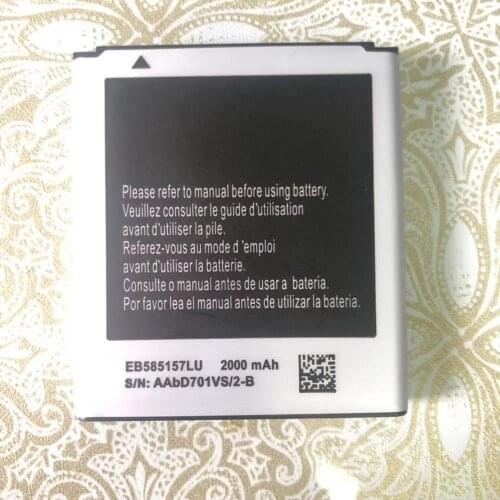 Please refer to manual before using battery.
Veuillez consulter le guide d'utilisation
avant d'utiliser la pile.
Referez-vous au mode d 'emploi
avant d'utiliser la batterie.
Consulte o manual antes de usar a bateria.
Por favor lea el manual antes de utilizar la bateria.
EB585157LU 2000 mAh
S/N: AAbD701VS/2-B